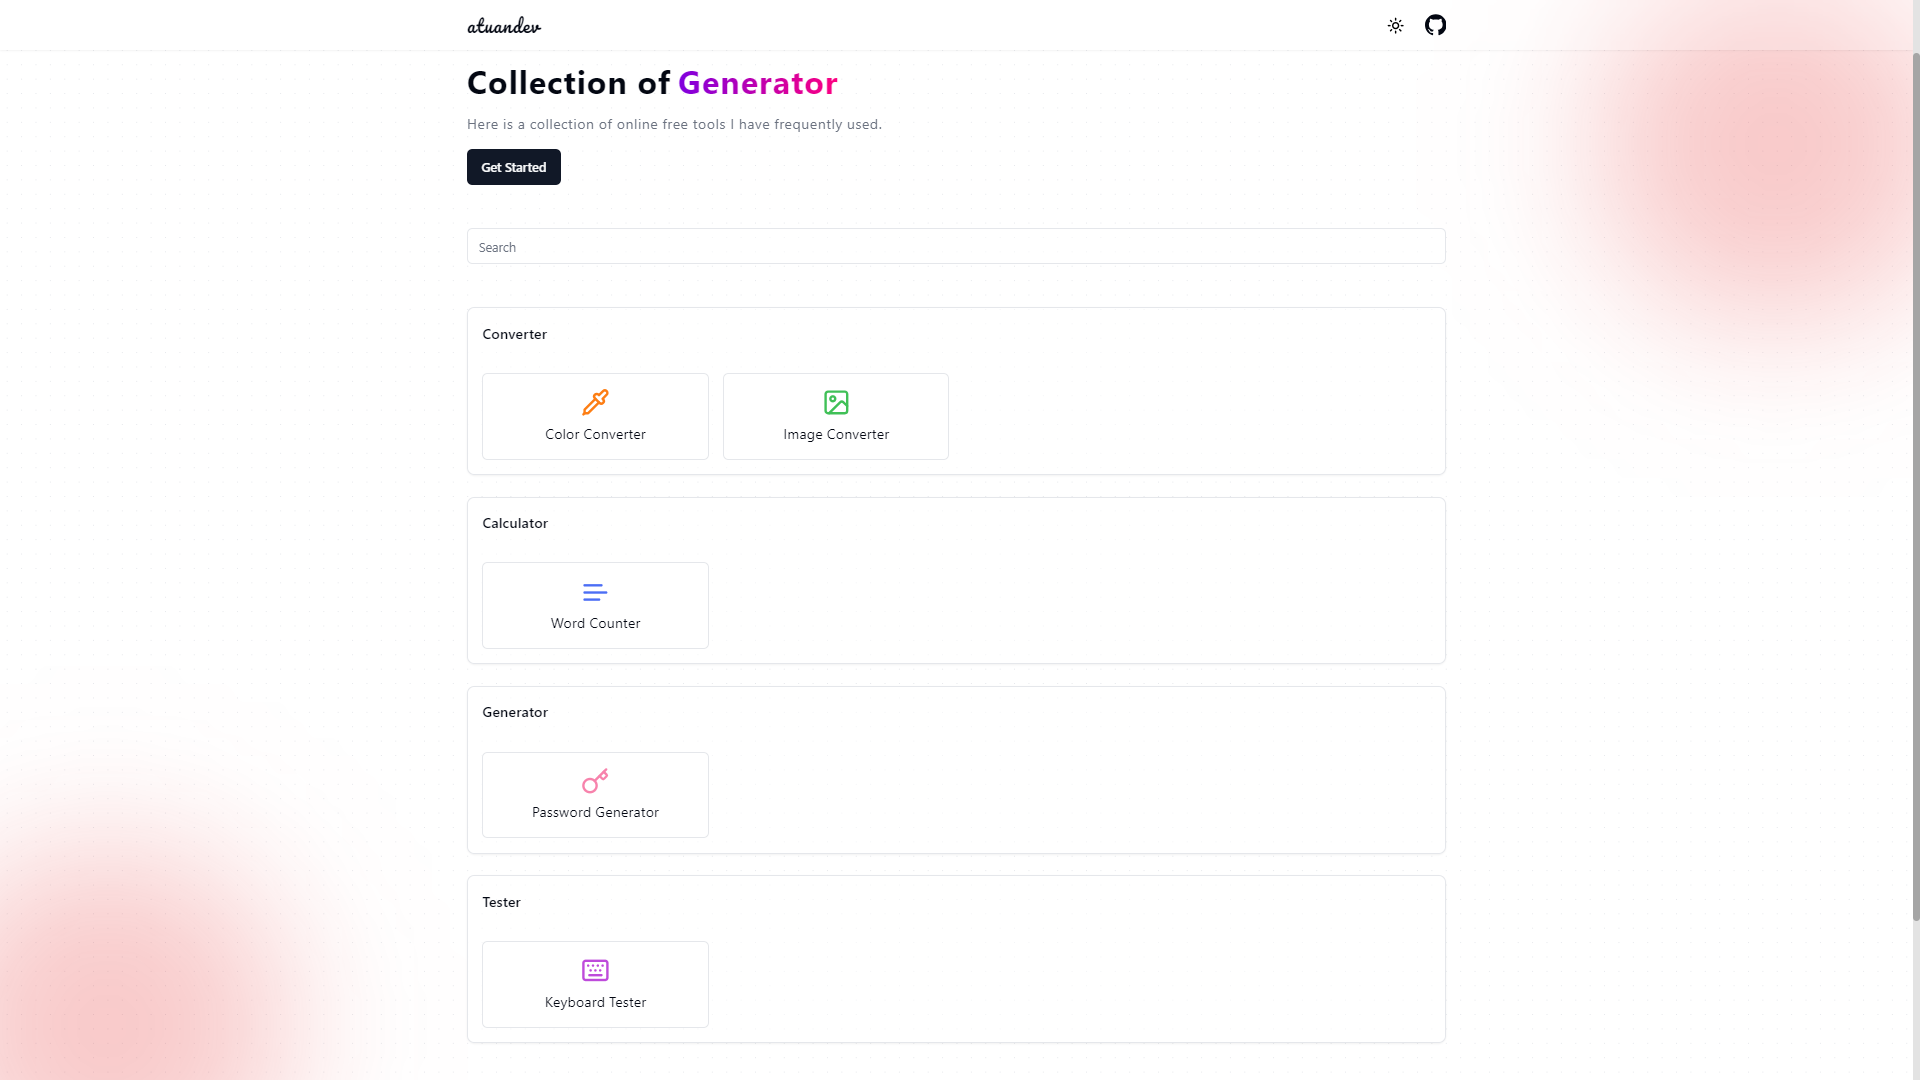 atuandev
Collection of Generator
Here is a collection of online free tools I have frequently used.
Get Started
Search
Converter
Color Converter
Image Converter
Calculator
Word Counter
Generator
Password Generator
Tester
Keyboard Tester